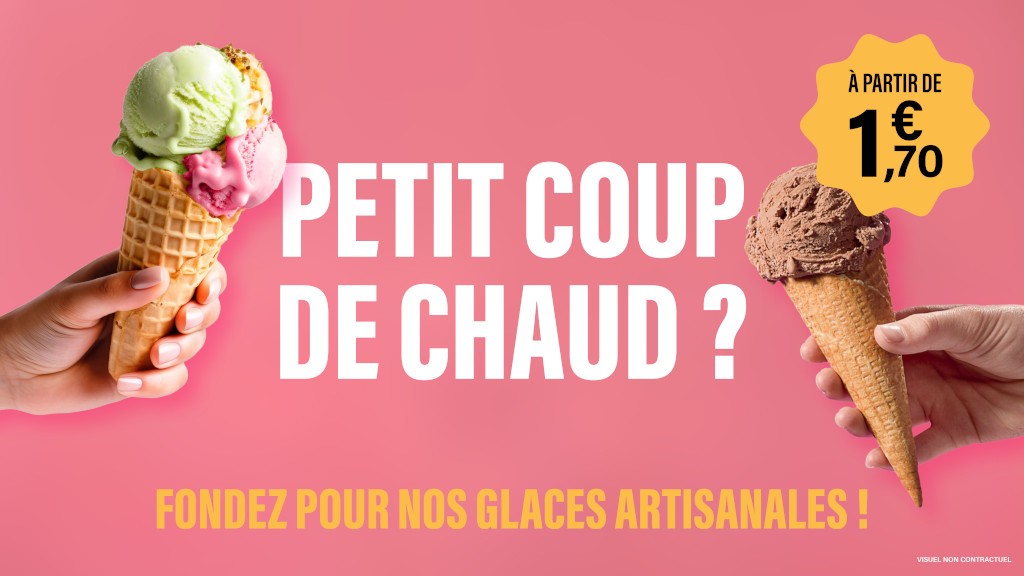 À PARTIR DE
1€,70
PETIT COUP
DE CHAUD ?
FONDEZ POUR NOS GLACES ARTISANALES !
VISUEL NON CONTRACTUEL